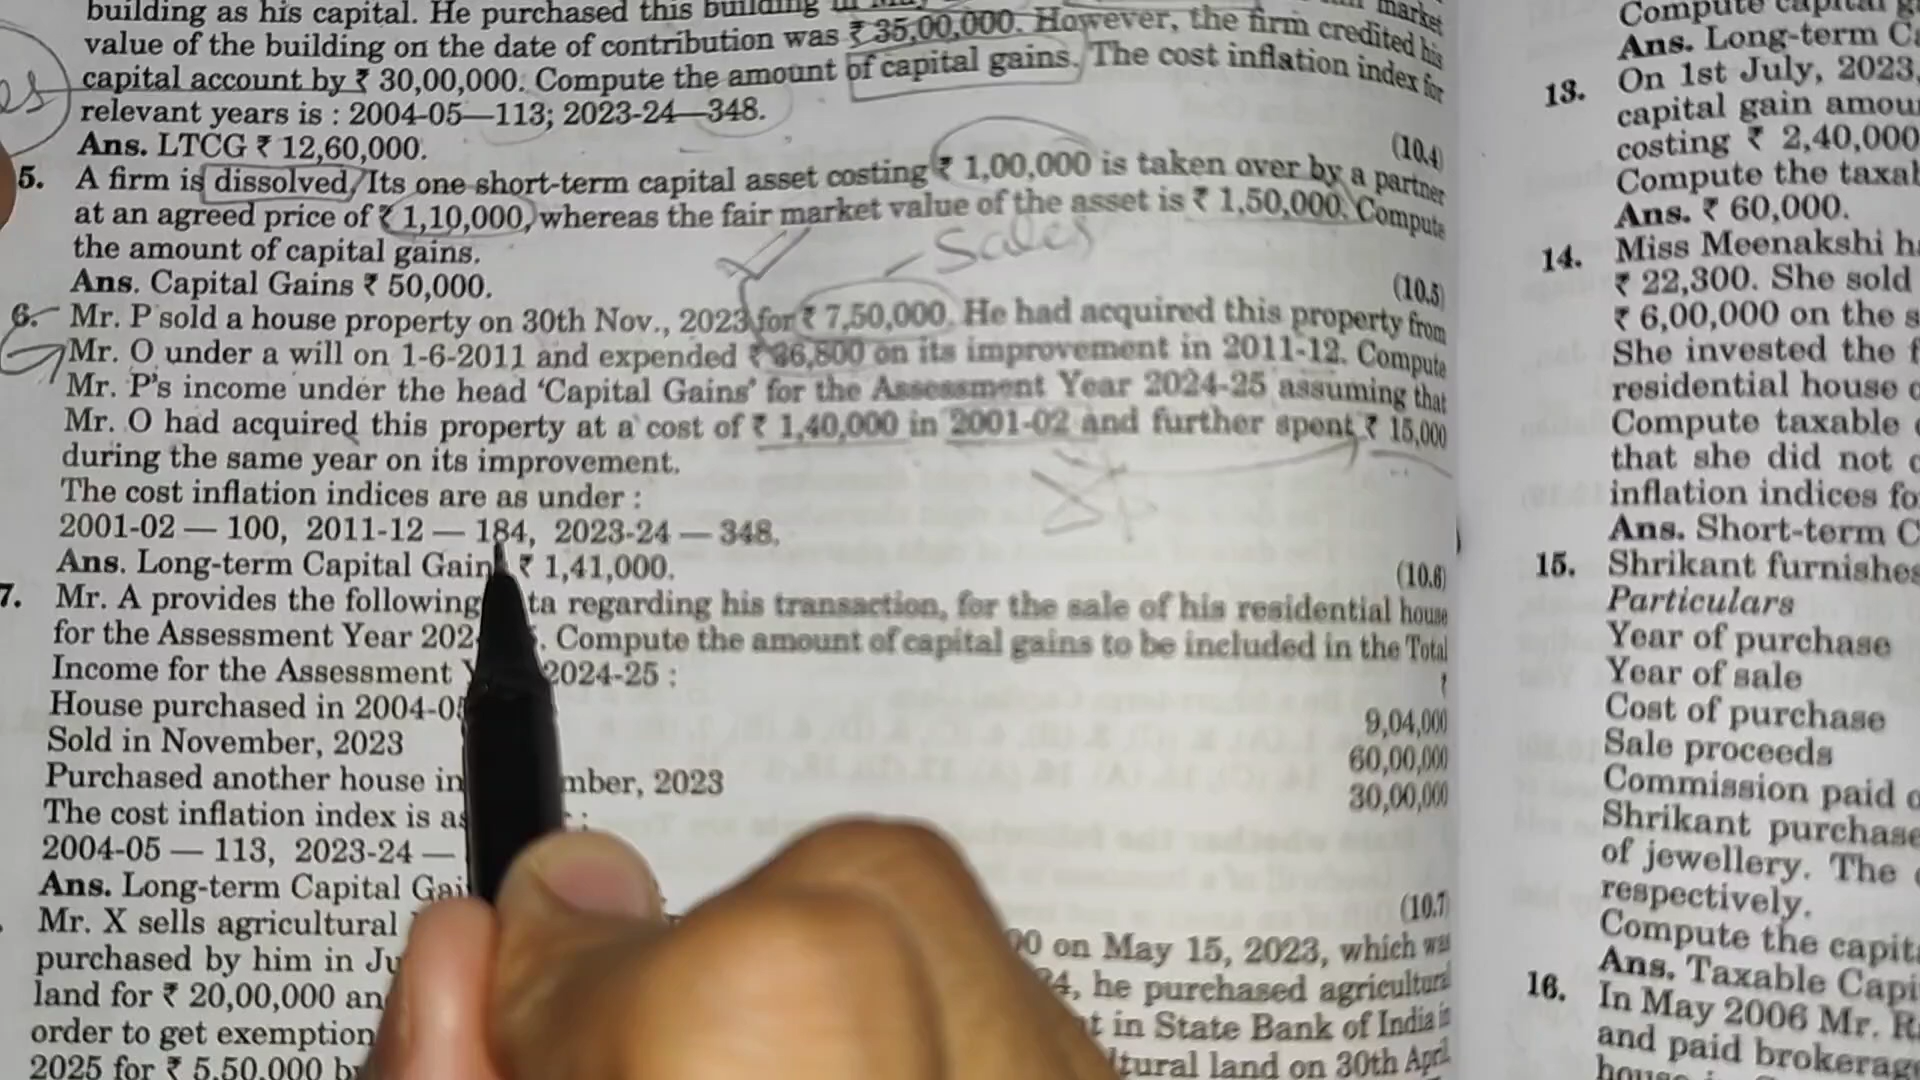 building as his capital. He purchased this building in May market
value of the building on the date of contribution was ₹ 35,00,000. However, the firm credited his
capital account by ₹ 30,00,000. Compute the amount of capital gains. The cost inflation index for
relevant years is : 2004-05—113; 2023-24—348.
Ans. LTCG ₹ 12,60,000. (10.4)
5. A firm is dissolved. Its one short-term capital asset costing ₹ 1,00,000 is taken over by a partner
at an agreed price of ₹ 1,10,000, whereas the fair market value of the asset is ₹ 1,50,000. Compute
the amount of capital gains.
Sales
Ans. Capital Gains ₹ 50,000. (10.5)
6. Mr. P sold a house property on 30th Nov., 2023 for ₹ 7,50,000. He had acquired this property from
Mr. O under a will on 1-6-2011 and expended ₹ 36,800 on its improvement in 2011-12. Compute
Mr. P's income under the head 'Capital Gains' for the Assessment Year 2024-25 assuming that
Mr. O had acquired this property at a cost of ₹ 1,40,000 in 2001-02 and further spent ₹ 15,000
during the same year on its improvement.
The cost inflation indices are as under :
2001-02 — 100, 2011-12 — 184, 2023-24 — 348.
Ans. Long-term Capital Gain ₹ 1,41,000. (10.6)
7. Mr. A provides the following ta regarding his transaction, for the sale of his residential house
for the Assessment Year 202 . Compute the amount of capital gains to be included in the Total
Income for the Assessment Y 2024-25 :
₹
House purchased in 2004-05 9,04,000
Sold in November, 2023 60,00,000
Purchased another house in mber, 2023 30,00,000
The cost inflation index is as :
2004-05 — 113, 2023-24 —
Ans. Long-term Capital Gai (10.7)
Mr. X sells agricultural 00 on May 15, 2023, which was
purchased by him in Ju 24, he purchased agricultural
land for ₹ 20,00,000 an t in State Bank of India in
order to get exemption ltural land on 30th April,
2025 for ₹ 5,50,000 b
Compute capital g
Ans. Long-term Ca
13. On 1st July, 2023,
capital gain amou
costing ₹ 2,40,000
Compute the taxab
Ans. ₹ 60,000.
14. Miss Meenakshi ha
₹ 22,300. She sold
₹ 6,00,000 on the s
She invested the f
residential house o
Compute taxable
that she did not c
inflation indices fo
Ans. Short-term C
15. Shrikant furnishes
Particulars
Year of purchase
Year of sale
Cost of purchase
Sale proceeds
Commission paid o
Shrikant purchase
of jewellery. The
respectively.
Compute the capita
Ans. Taxable Capi
16. In May 2006 Mr. R
and paid brokerag
house